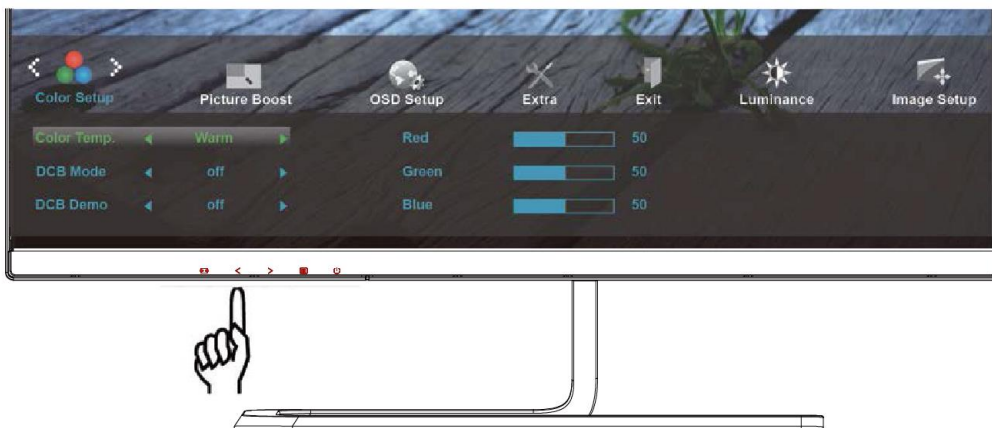 Color Setup Picture Boost OSD Setup Extra Exit Luminance Image Setup
Color Temp. Warm Red 50
DCB Mode off Green 50
DCB Demo off Blue 50